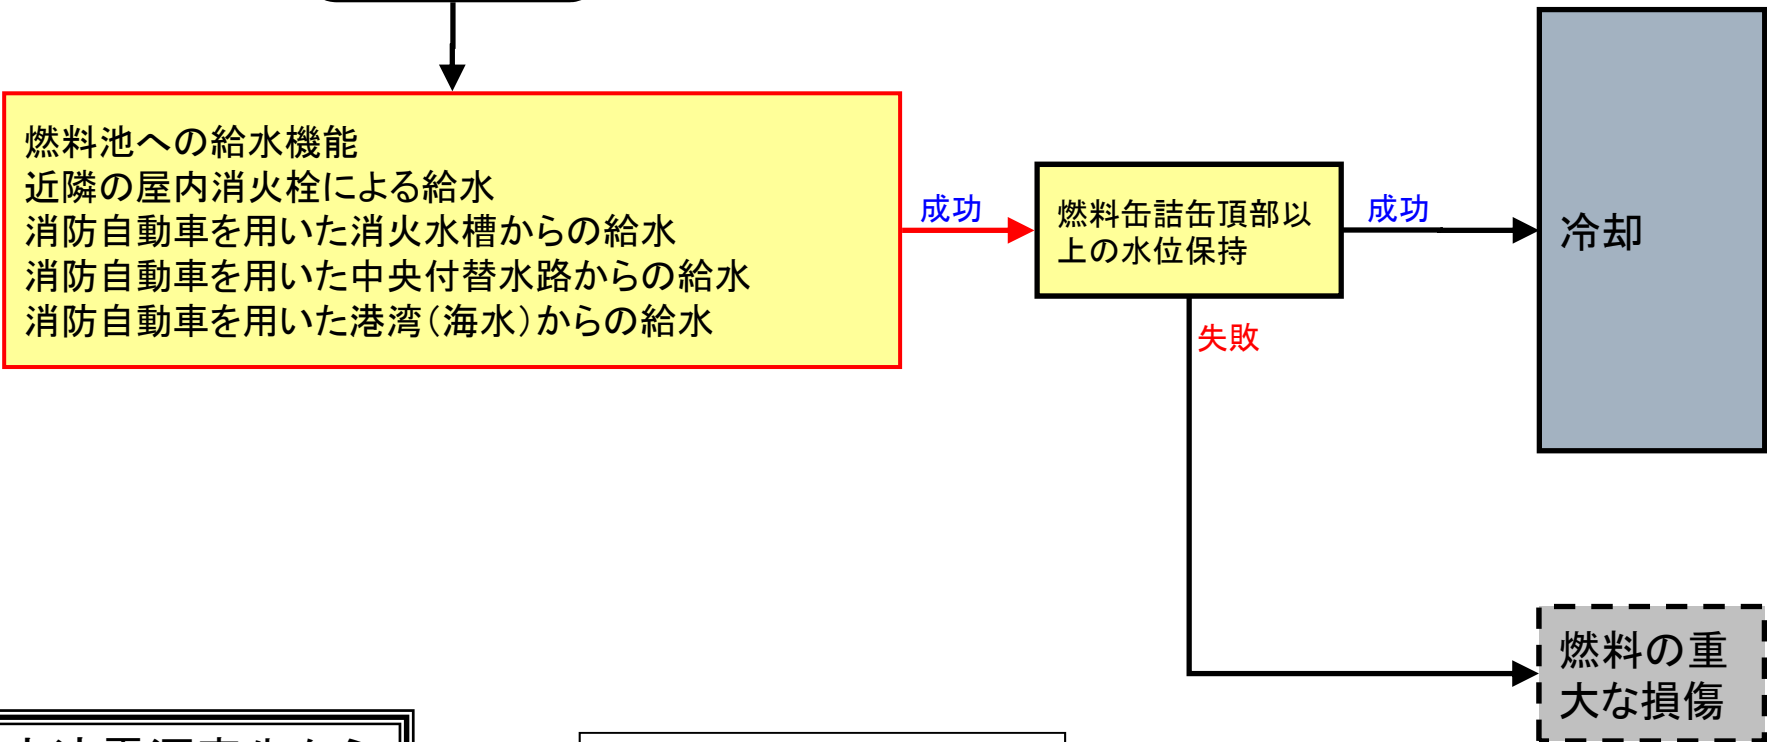 燃料池への給水機能
近隣の屋内消火栓による給水
消防自動車を用いた消火水槽からの給水
消防自動車を用いた中央付替水路からの給水
消防自動車を用いた港湾(海水)からの給水
成功
燃料缶詰缶頂部以
上の水位保持
成功
冷却
失敗
燃料の重
大な損傷